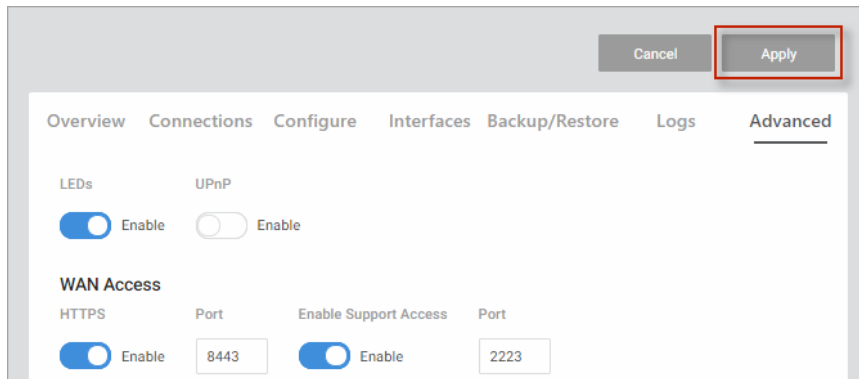 Cancel Apply
Overview Connections Configure Interfaces Backup/Restore Logs Advanced
LEDs UPnP
Enable Enable
WAN Access
HTTPS Port Enable Support Access Port
Enable 8443 Enable 2223